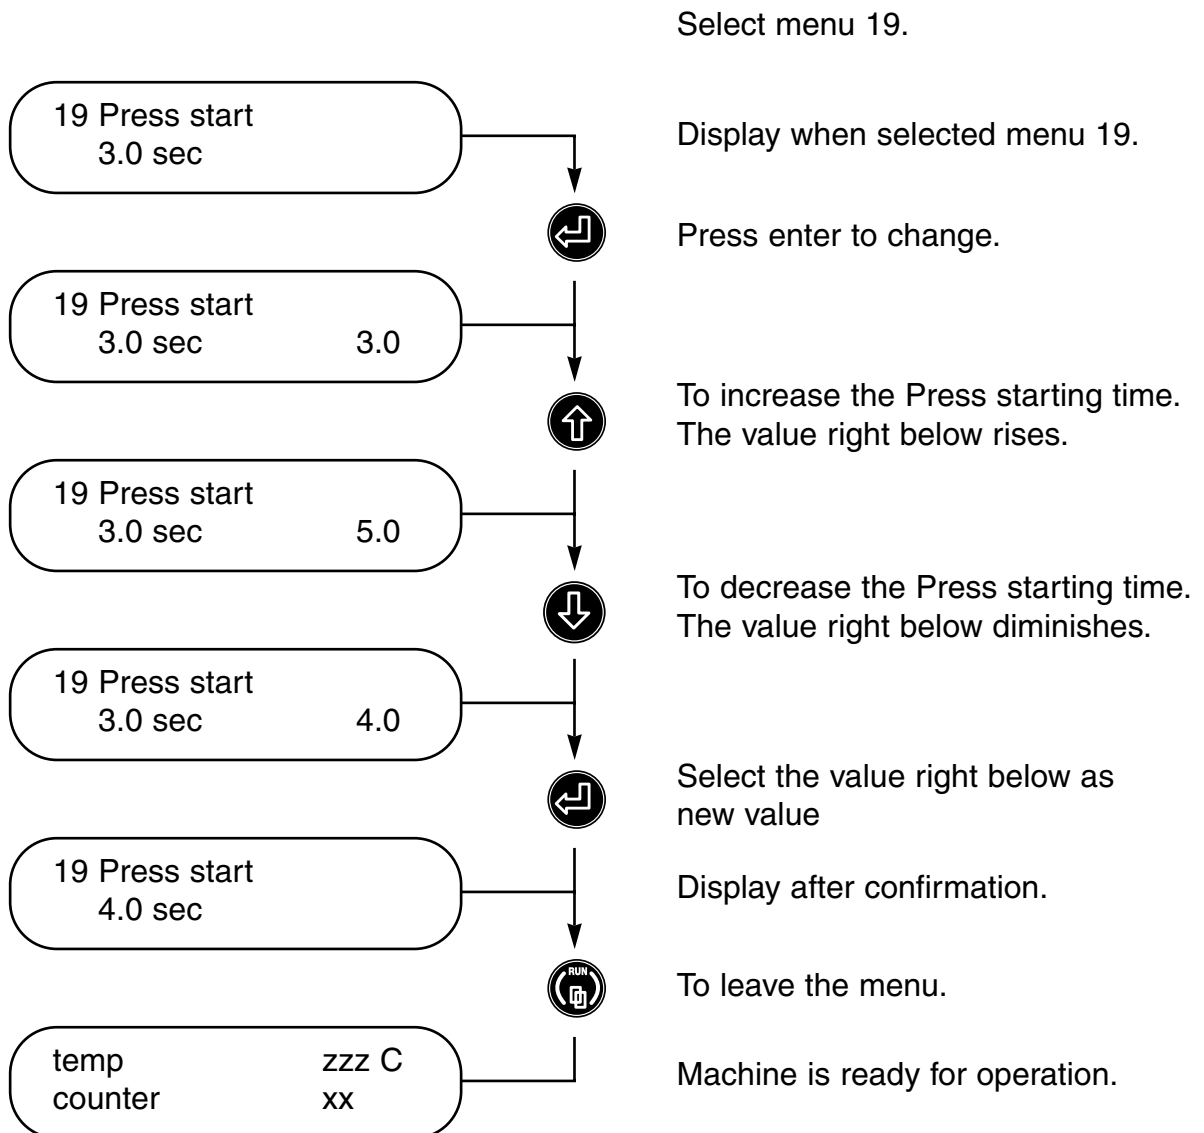 Select menu 19.
19 Press start
3.0 sec
Display when selected menu 19.
Press enter to change.
19 Press start
3.0 sec 3.0
To increase the Press starting time.
The value right below rises.
19 Press start
3.0 sec 5.0
To decrease the Press starting time.
The value right below diminishes.
19 Press start
3.0 sec 4.0
Select the value right below as
new value
19 Press start
4.0 sec
Display after confirmation.
RUN
To leave the menu.
temp zzz C
counter xx
Machine is ready for operation.